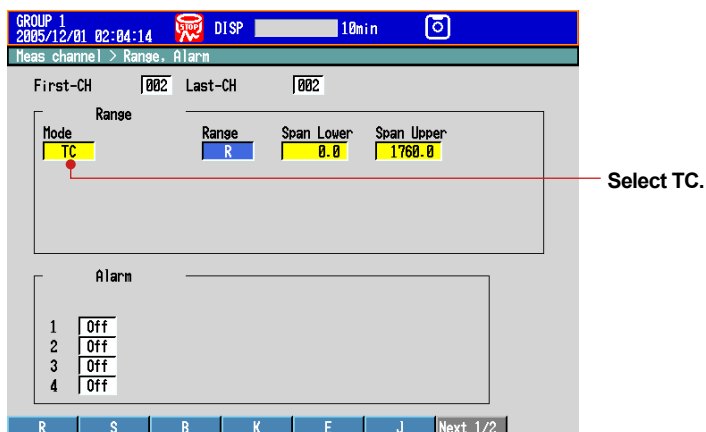 GROUP 1
2005/12/01 02:04:14 STOP DISP 10min
Meas channel > Range, Alarm
First-CH 002 Last-CH 002
Range
Mode Range Span Lower Span Upper
TC R 0.0 1760.0
Select TC.
Alarm
1 Off
2 Off
3 Off
4 Off
R S B K E J Next 1/2